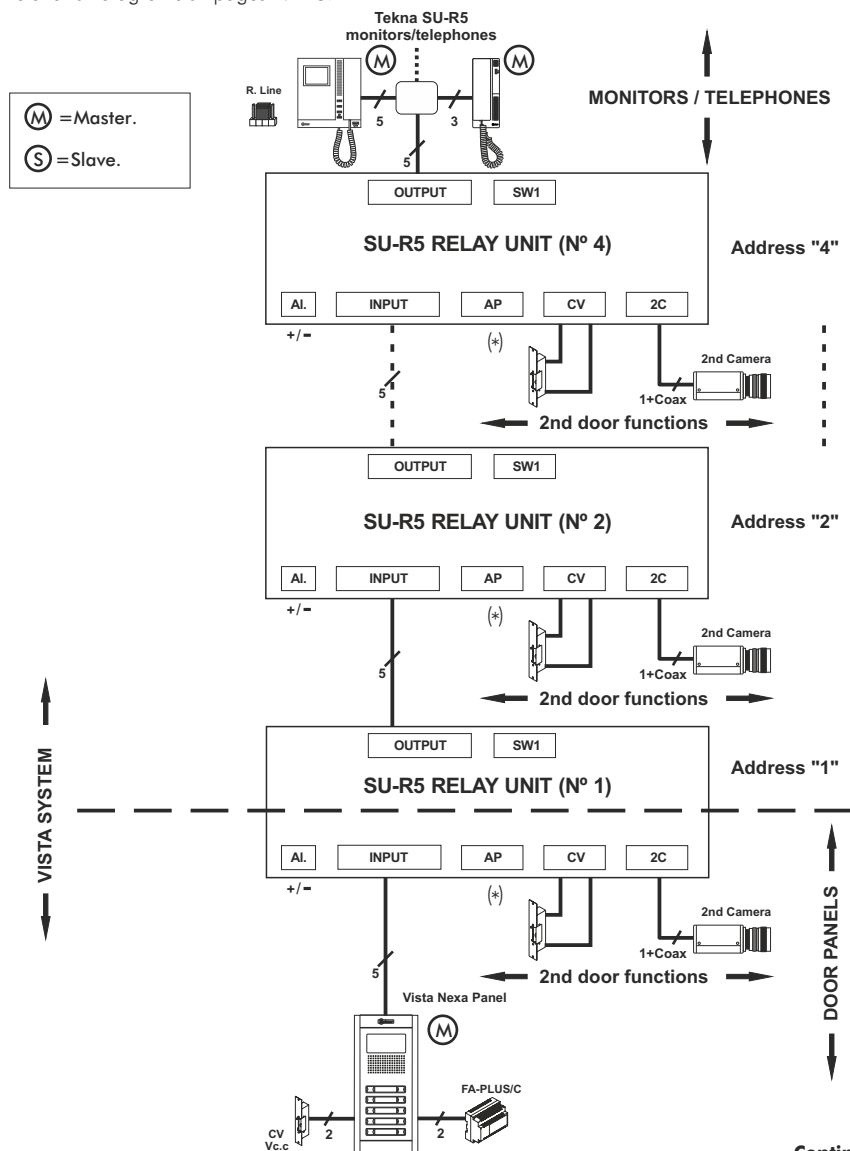 Tekna SU-R5
monitors/telephones
M
M
R. Line
MONITORS / TELEPHONES
M =Master.
S =Slave.
5
3
5
OUTPUT SW1
SU-R5 RELAY UNIT (Nº 4)
Address "4"
AI. INPUT AP CV 2C
+/-
(*)
2nd Camera
5
1+Coax
2nd door functions
OUTPUT SW1
SU-R5 RELAY UNIT (Nº 2)
Address "2"
AI. INPUT AP CV 2C
+/-
(*)
2nd Camera
5
1+Coax
2nd door functions
OUTPUT SW1
SU-R5 RELAY UNIT (Nº 1)
Address "1"
VISTA SYSTEM
AI. INPUT AP CV 2C
+/-
(*)
2nd Camera
5
1+Coax
2nd door functions
DOOR PANELS
Vista Nexa Panel
M
FA-PLUS/C
CV
Vc.c
2
2